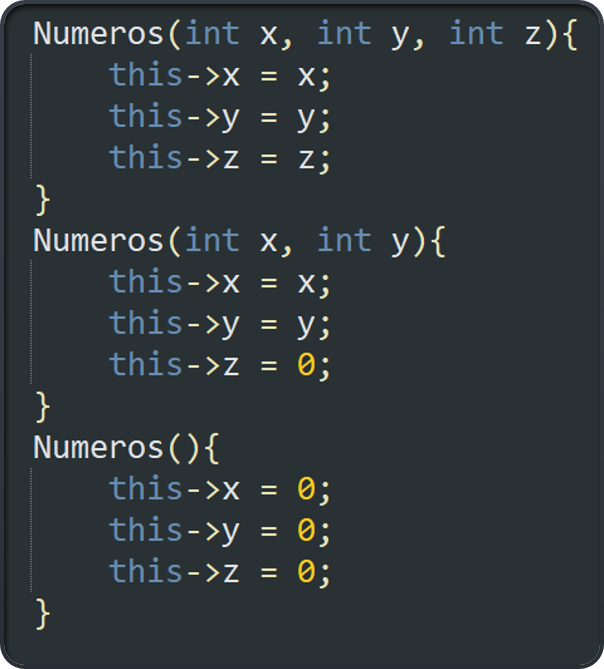 Numeros(int x, int y, int z){
    this->x = x;
    this->y = y;
    this->z = z;
}
Numeros(int x, int y){
    this->x = x;
    this->y = y;
    this->z = 0;
}
Numeros(){
    this->x = 0;
    this->y = 0;
    this->z = 0;
}